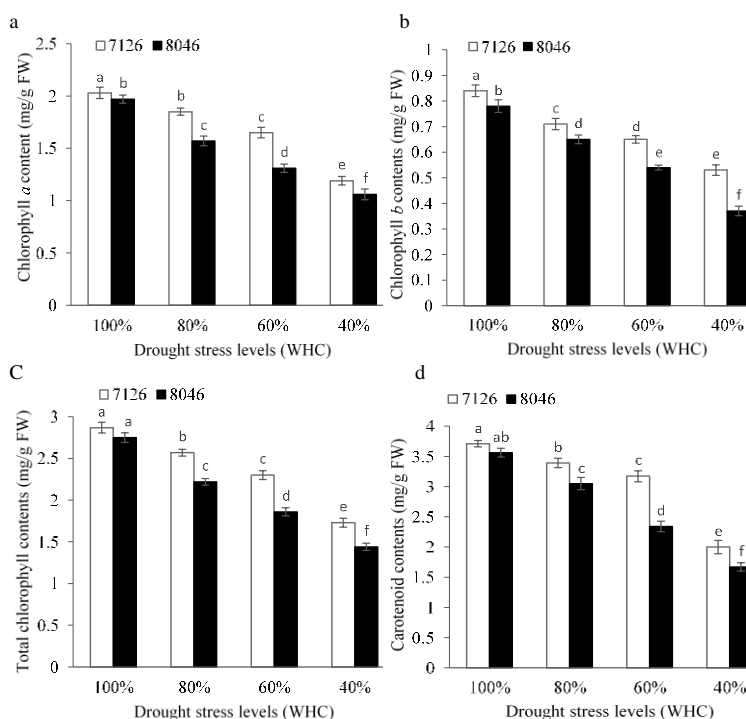 a
Chlorophyll a content (mg/g FW)
7126 8046
2.5
2
1.5
1
0.5
0
a b b c c d e f
100% 80% 60% 40%
Drought stress levels (WHC)
b
Chlorophyll b contents (mg/g FW)
7126 8046
1
0.9
0.8
0.7
0.6
0.5
0.4
0.3
0.2
0.1
0
a b c d d e e f
100% 80% 60% 40%
Drought stress levels (WHC)
C
Total chlorophyll contents (mg/g FW)
7126 8046
3
2.5
2
1.5
1
0.5
0
a a b c c d e f
100% 80% 60% 40%
Drought stress levels (WHC)
d
Carotenoid contents (mg/g FW)
7126 8046
4
3.5
3
2.5
2
1.5
1
0.5
0
a ab b c c d e f
100% 80% 60% 40%
Drought stress levels (WHC)